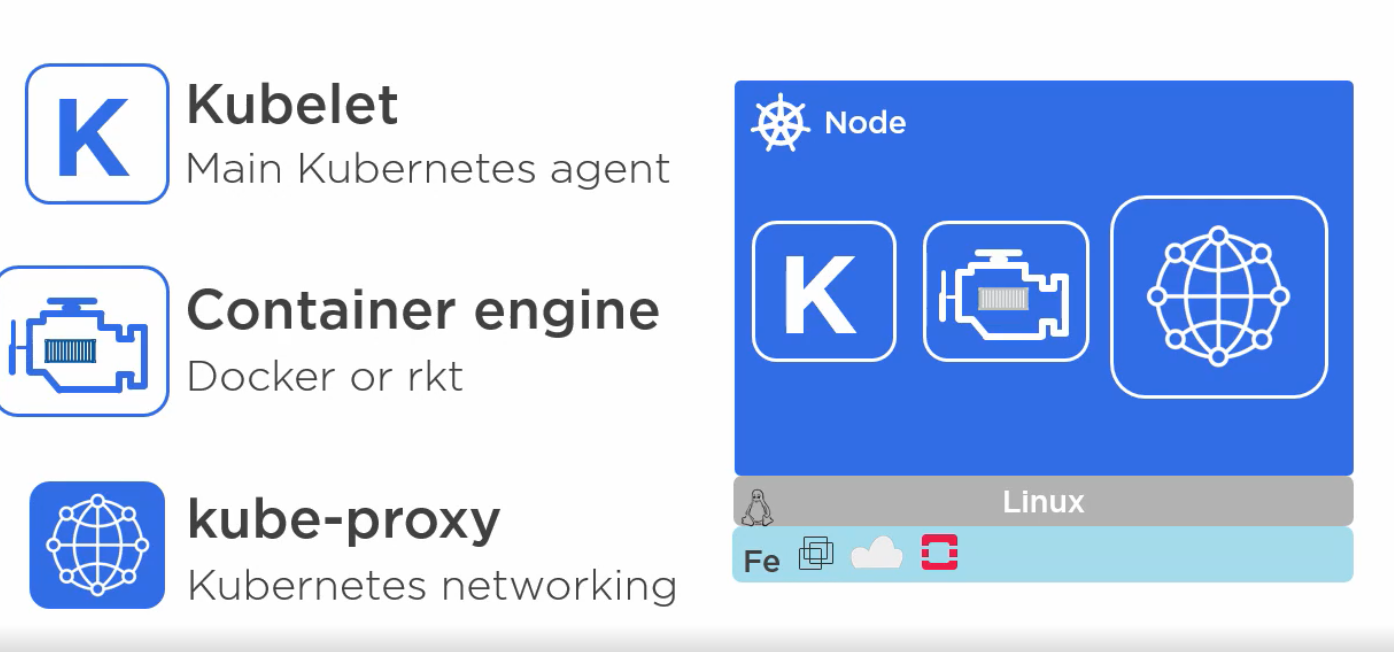 K
Kubelet
Main Kubernetes agent
Container engine
Docker or rkt
kube-proxy
Kubernetes networking
Node
K
Linux
Fe